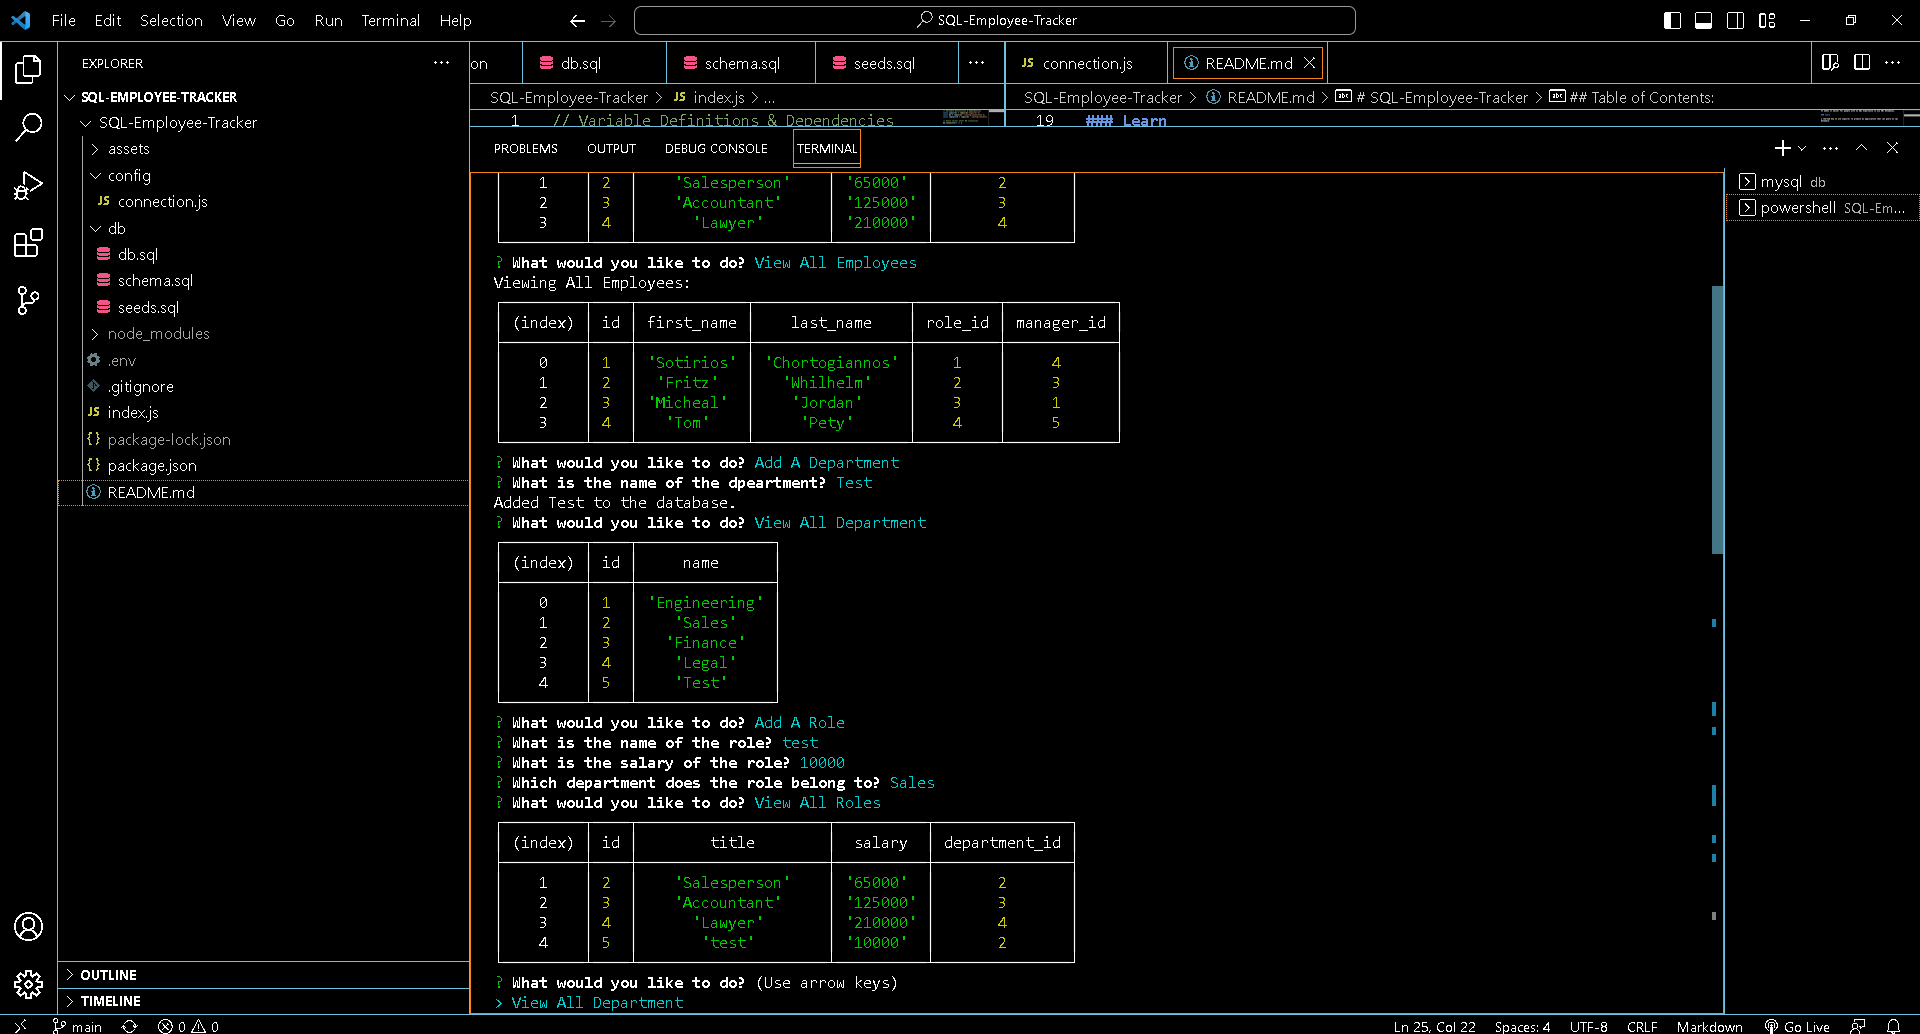 File Edit Selection View Go Run Terminal Help
SQL-Employee-Tracker
EXPLORER
SQL-EMPLOYEE-TRACKER
SQL-Employee-Tracker
assets
config
JS connection.js
db
db.sql
schema.sql
seeds.sql
node_modules
.env
.gitignore
JS index.js
{} package-lock.json
{} package.json
README.md
OUTLINE
TIMELINE
on db.sql schema.sql seeds.sql ...
SQL-Employee-Tracker > JS index.js > ...
1 // Variable Definitions & Dependencies
JS connection.js README.md
SQL-Employee-Tracker > README.md > # SQL-Employee-Tracker > ## Table of Contents:
19 ### Learn
PROBLEMS OUTPUT DEBUG CONSOLE TERMINAL
mysql db
powershell SQL-Em...
1 2 'Salesperson' '65000' 2
2 3 'Accountant' '125000' 3
3 4 'Lawyer' '210000' 4
? What would you like to do? View All Employees
Viewing All Employees:
(index) id first_name last_name role_id manager_id
0 1 'Sotirios' 'Chortogiannos' 1 4
1 2 'Fritz' 'Whilhelm' 2 3
2 3 'Micheal' 'Jordan' 3 1
3 4 'Tom' 'Pety' 4 5
? What would you like to do? Add A Department
? What is the name of the dpeartment? Test
Added Test to the database.
? What would you like to do? View All Department
(index) id name
0 1 'Engineering'
1 2 'Sales'
2 3 'Finance'
3 4 'Legal'
4 5 'Test'
? What would you like to do? Add A Role
? What is the name of the role? test
? What is the salary of the role? 10000
? Which department does the role belong to? Sales
? What would you like to do? View All Roles
(index) id title salary department_id
1 2 'Salesperson' '65000' 2
2 3 'Accountant' '125000' 3
3 4 'Lawyer' '210000' 4
4 5 'test' '10000' 2
? What would you like to do? (Use arrow keys)
> View All Department
main 0 0 Ln 25, Col 22 Spaces: 4 UTF-8 CRLF Markdown Go Live